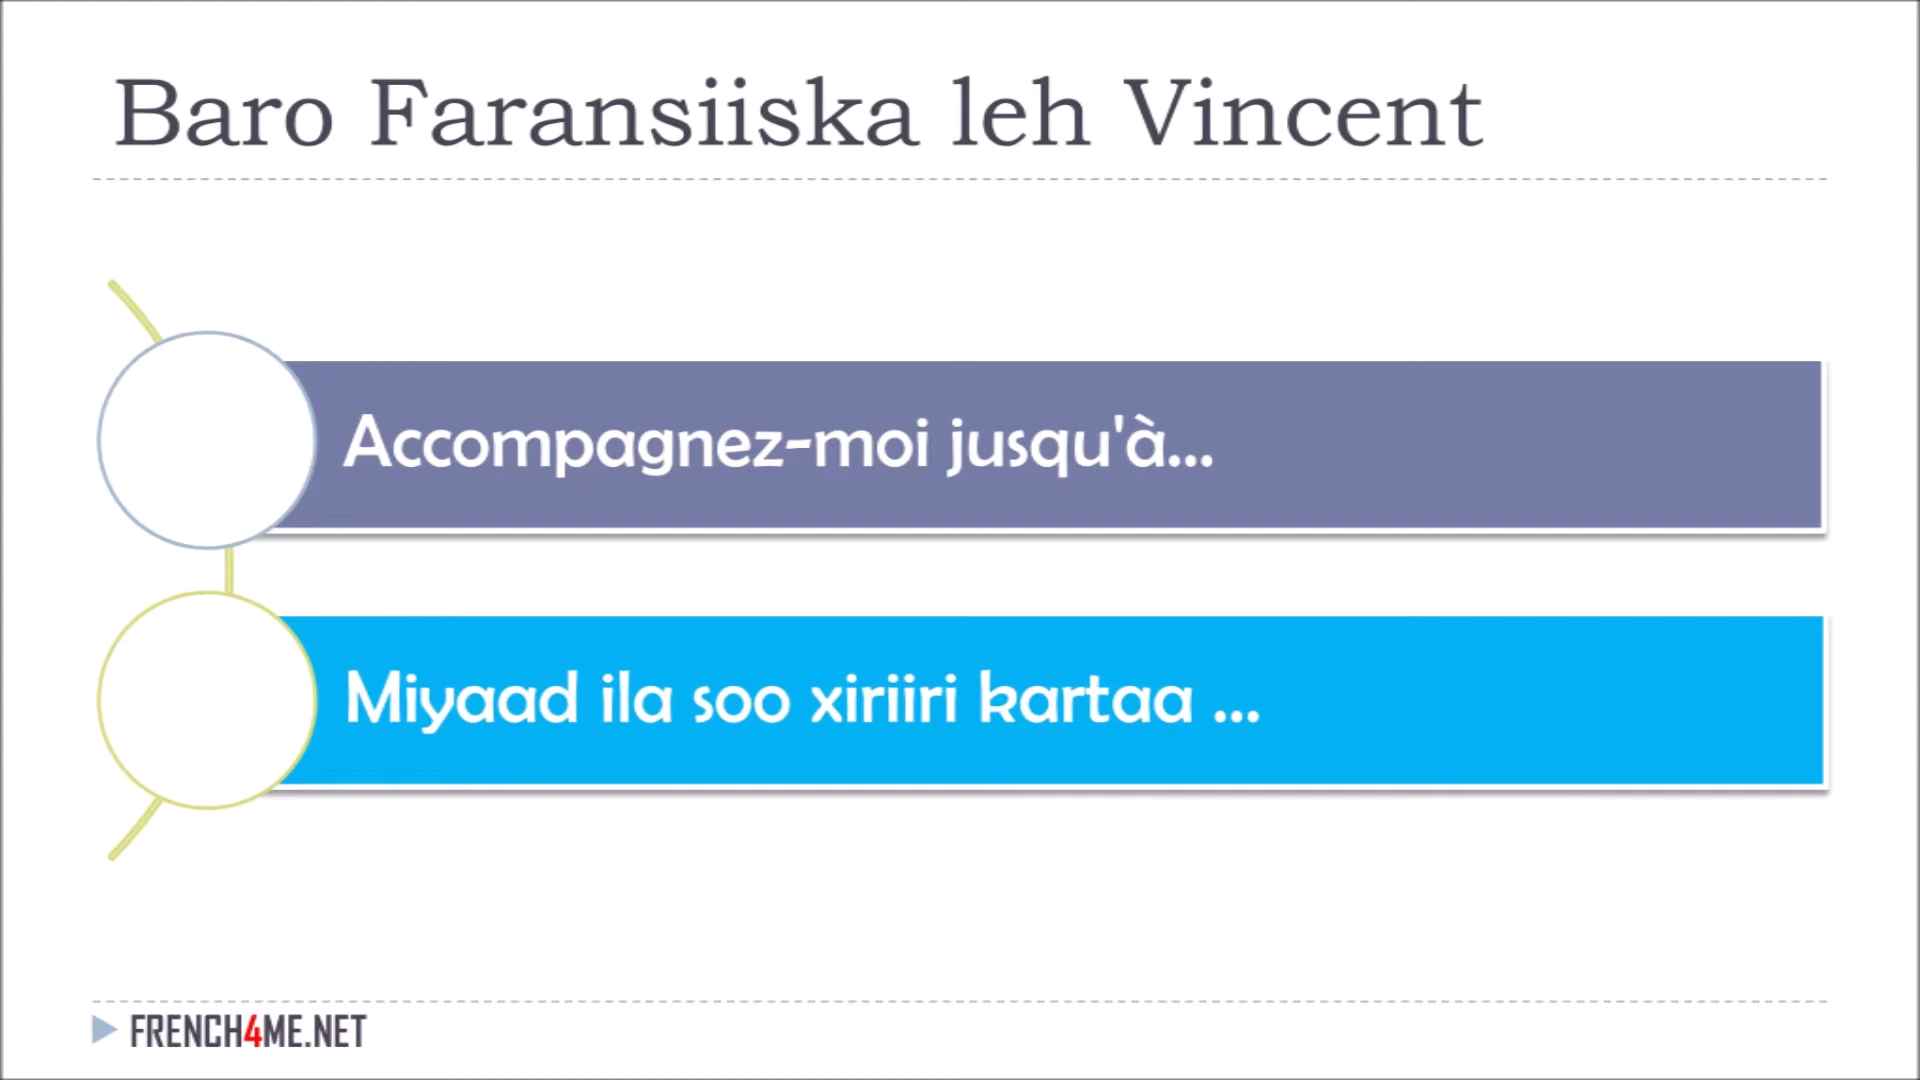 Baro Faransiiska leh Vincent
Accompagnez-moi jusqu'à...
Miyaad ila soo xiriiri kartaa ...
FRENCH4ME.NET